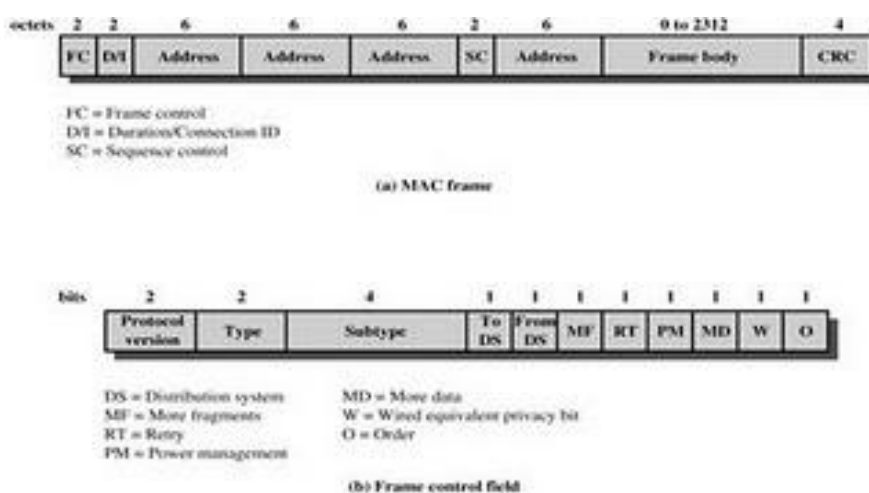 octets 2 2 6 6 6 2 6 0 to 2312 4
FC D/I Address Address Address SC Address Frame body CRC
FC = Frame control
D/I = Duration/Connection ID
SC = Sequence control
(a) MAC frame
bits 2 2 4 1 1 1 1 1 1 1 1
Protocol version Type Subtype To DS From DS MF RT PM MD W O
DS = Distribution system MD = More data
MF = More fragments W = Wired equivalent privacy bit
RT = Retry O = Order
PM = Power management
(b) Frame control field